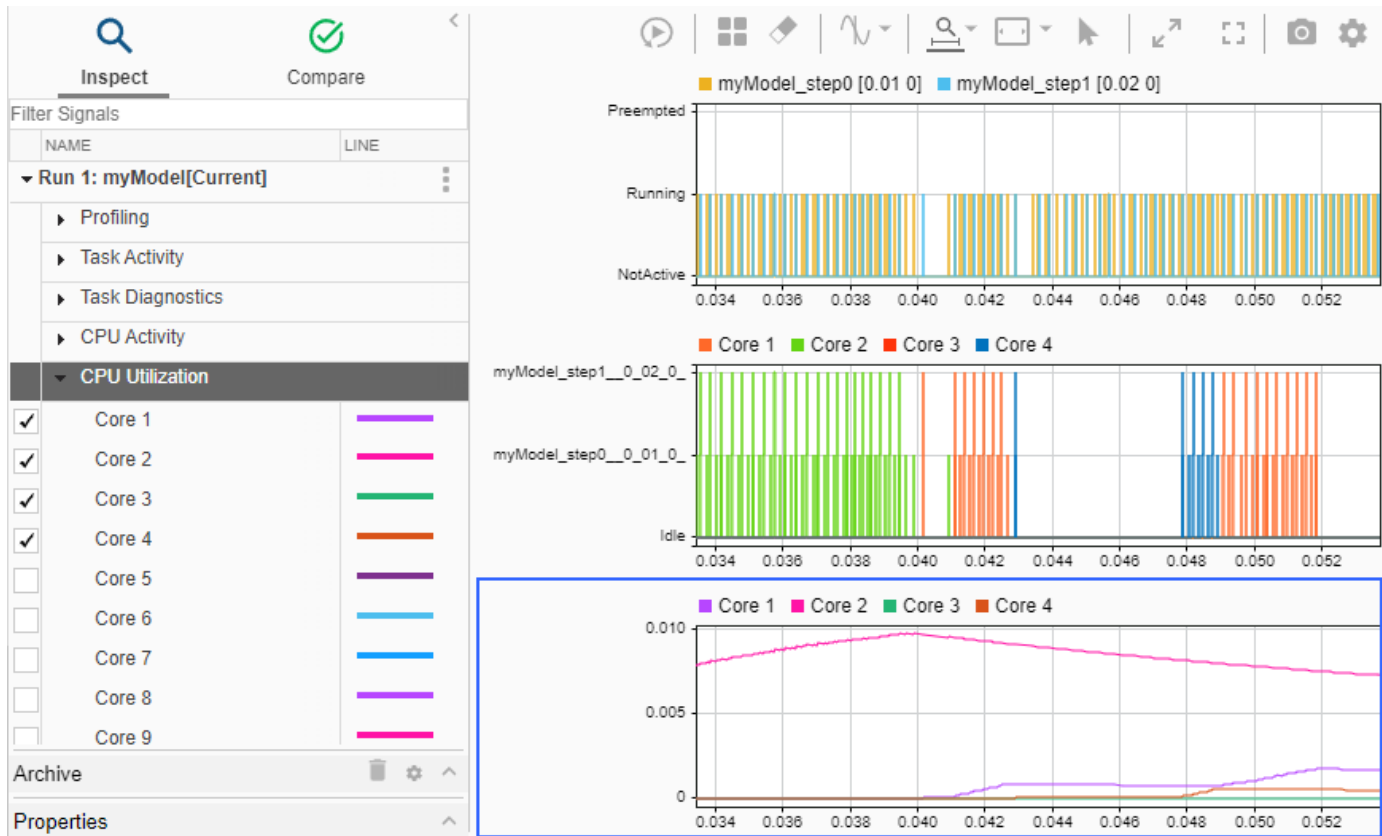 Inspect
Compare
Filter Signals
NAME LINE
Run 1: myModel[Current]
Profiling
Task Activity
Task Diagnostics
CPU Activity
CPU Utilization
Core 1
Core 2
Core 3
Core 4
Core 5
Core 6
Core 7
Core 8
Core 9
Archive
Properties
myModel_step0 [0.01 0] myModel_step1 [0.02 0]
Preempted
Running
NotActive
0.034 0.036 0.038 0.040 0.042 0.044 0.046 0.048 0.050 0.052
Core 1 Core 2 Core 3 Core 4
myModel_step1__0_02_0_
myModel_step0__0_01_0_
Idle
0.034 0.036 0.038 0.040 0.042 0.044 0.046 0.048 0.050 0.052
Core 1 Core 2 Core 3 Core 4
0.010
0.005
0
0.034 0.036 0.038 0.040 0.042 0.044 0.046 0.048 0.050 0.052